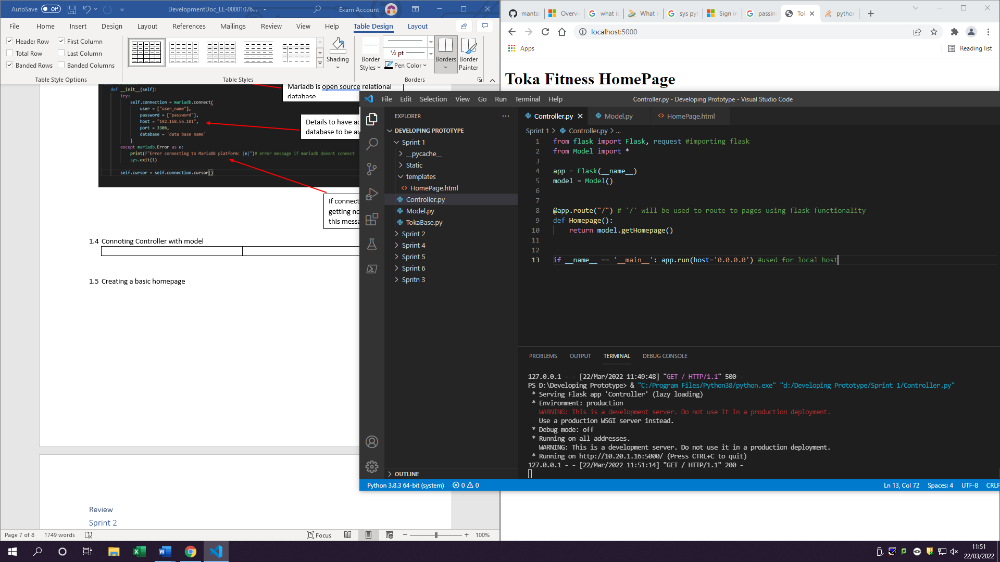 AutoSave Off
DevelopmentDoc_LL-00001076...
Exam Account
File Home Insert Design Layout References Mailings Review View Help Table Design Layout
Header Row First Column
Total Row Last Column
Banded Rows Banded Columns
Table Style Options
Table Styles
Shading
Border Styles
½ pt
Pen Color
Borders
Border Painter
Borders
def __init__(self):
try:
self.connection = mariadb.connect(
user = ["user_name"],
password = ["password"],
host = "192.168.56.101",
port = 3306,
database = 'data base name'
)
except mariadb.Error as e:
print(f"Error connecting to MariaDB platform: {e}")# error message if mariadb doesnt connect
sys.exit(1)
self.cursor = self.connection.cursor()
Mariadb is open source relational
database
Details to have ac
database to be ac
If connect
getting no
this messa
1.4 Connoting Controller with model
1.5 Creating a basic homepage
Review
Sprint 2
Page 7 of 8 1749 words
Focus
100%
manta
Overvi
what is
What i
sys pyt
Sign in
passin
Tok
python
localhost:5000
Apps
Reading list
Toka Fitness HomePage
File Edit Selection View Go Run Terminal Help
Controller.py - Developing Prototype - Visual Studio Code
EXPLORER
DEVELOPING PROTOTYPE
Sprint 1
__pycache__
Static
templates
HomePage.html
Controller.py
Model.py
TokaBase.py
Sprint 2
Sprint 4
Sprint 5
Sprint 6
Spritn 3
OUTLINE
Controller.py Model.py HomePage.html
Sprint 1 > Controller.py > ...
1 from flask import Flask, request #importing flask
2 from Model import *
3
4 app = Flask(__name__)
5 model = Model()
6
7
8 @app.route("/") # '/' will be used to route to pages using flask functionality
9 def Homepage():
10 return model.getHomepage()
11
12
13 if __name__ == '__main__': app.run(host='0.0.0.0') #used for local host
PROBLEMS OUTPUT TERMINAL DEBUG CONSOLE
127.0.0.1 - - [22/Mar/2022 11:49:48] "GET / HTTP/1.1" 500 -
PS D:\Developing Prototype> & "C:/Program Files/Python38/python.exe" "d:/Developing Prototype/Sprint 1/Controller.py"
* Serving Flask app 'Controller' (lazy loading)
* Environment: production
WARNING: This is a development server. Do not use it in a production deployment.
Use a production WSGI server instead.
* Debug mode: off
* Running on all addresses.
WARNING: This is a development server. Do not use it in a production deployment.
* Running on http://10.20.1.16:5000/ (Press CTRL+C to quit)
127.0.0.1 - - [22/Mar/2022 11:51:14] "GET / HTTP/1.1" 200 -
Python 3.8.3 64-bit (system) 0 0
Ln 13, Col 72 Spaces: 4 UTF-8 CRLF
11:51
22/03/2022